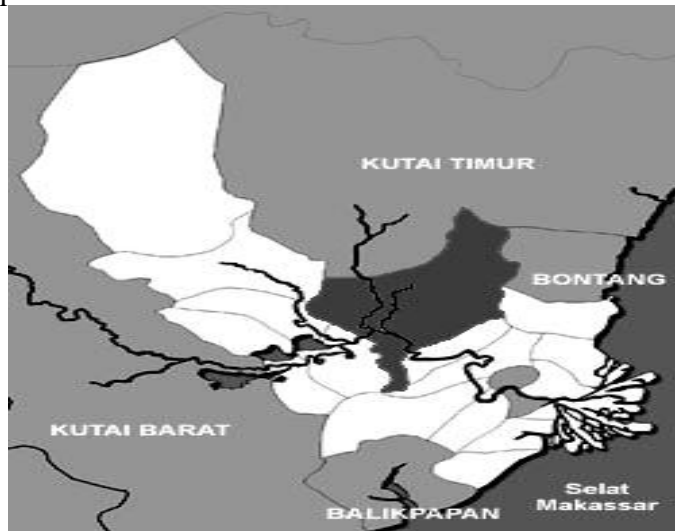 KUTAI TIMUR
BONTANG
KUTAI BARAT
Selat
Makassar
BALIKPAPAN